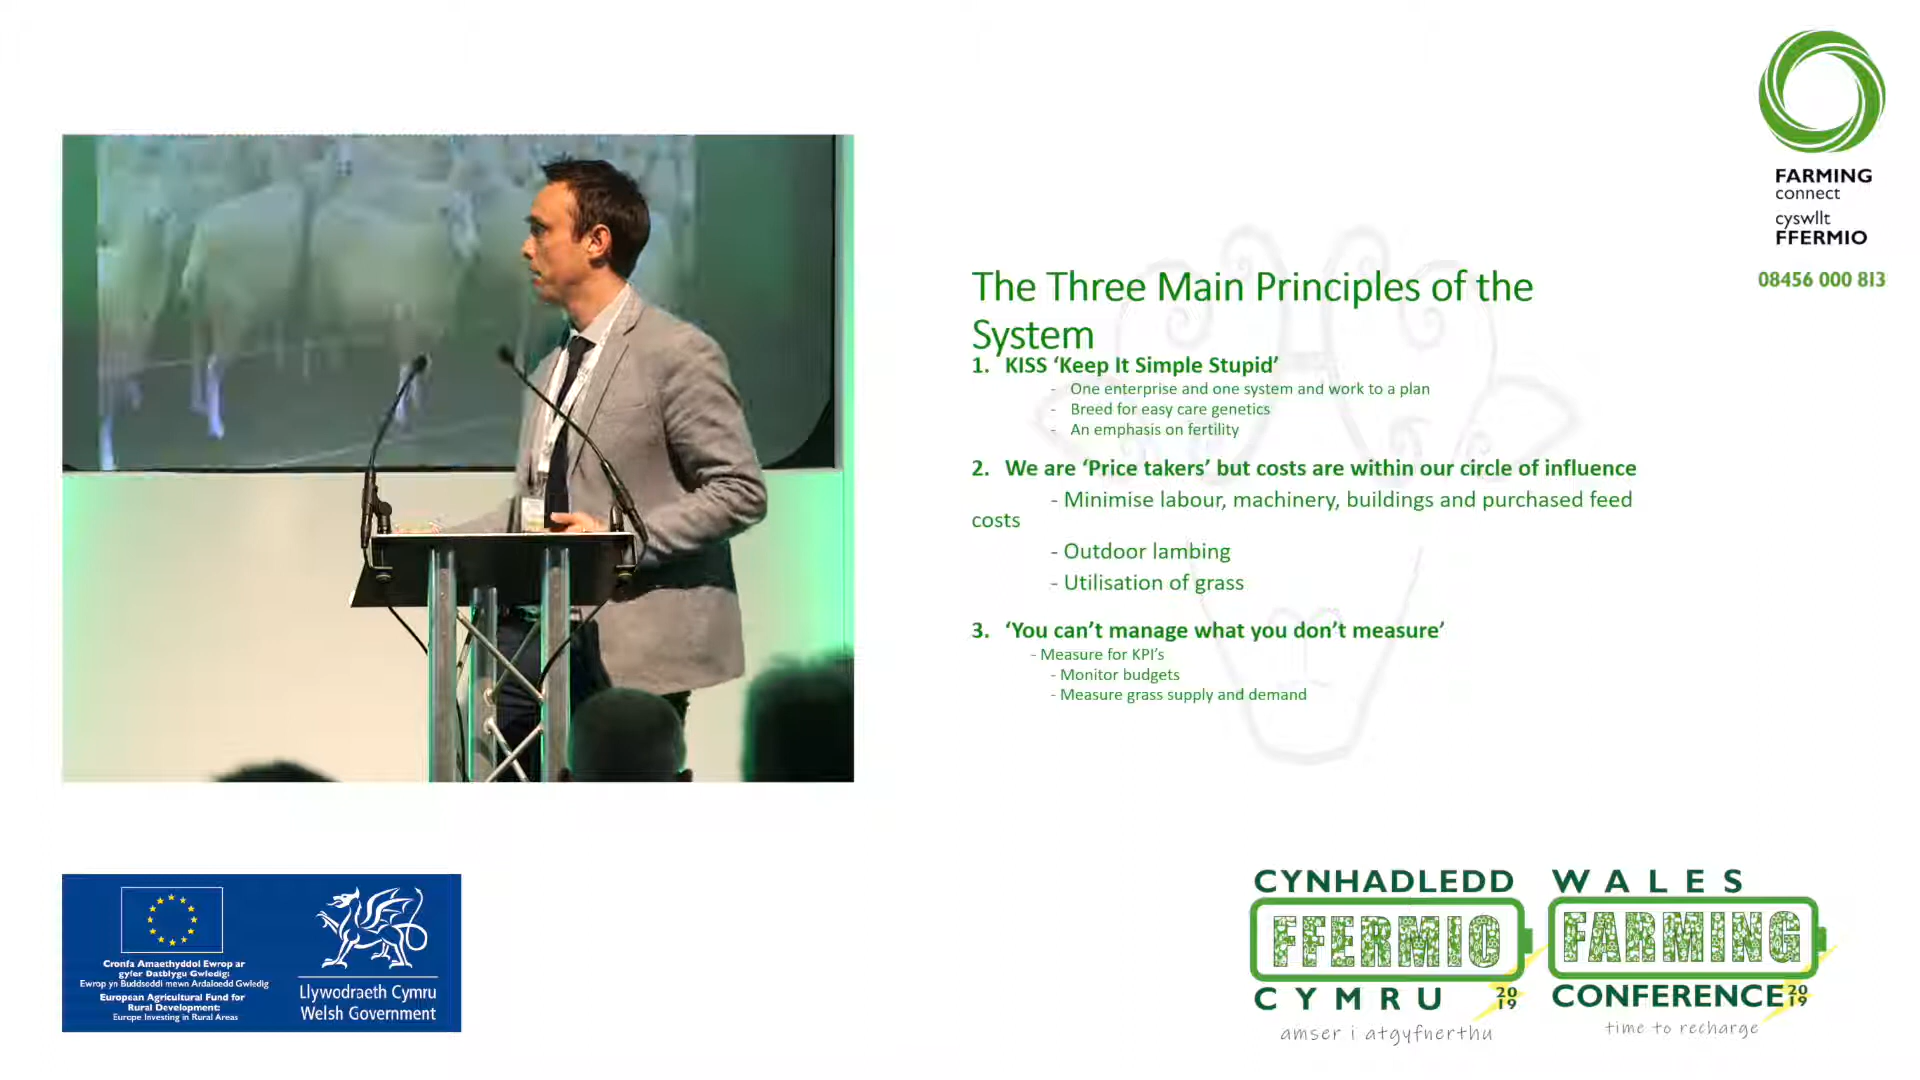 FARMING
connect
cyswllt
FFERMIO
08456 000 813
The Three Main Principles of the
System
1. KISS ‘Keep It Simple Stupid’
- One enterprise and one system and work to a plan
- Breed for easy care genetics
- An emphasis on fertility
2. We are ‘Price takers’ but costs are within our circle of influence
- Minimise labour, machinery, buildings and purchased feed
costs
- Outdoor lambing
- Utilisation of grass
3. ‘You can’t manage what you don’t measure’
- Measure for KPI’s
- Monitor budgets
- Measure grass supply and demand
Cronfa Amaethyddol Ewrop ar
gyfer Datblygu Gwledig:
Ewrop yn Buddsoddi mewn Ardaloedd Gwledig
European Agricultural Fund for
Rural Development:
Europe Investing in Rural Areas
Llywodraeth Cymru
Welsh Government
CYNHADLEDD
FFERMIO
CYMRU 2019
amser i atgyfnerthu
WALES
FARMING
CONFERENCE 2019
time to recharge